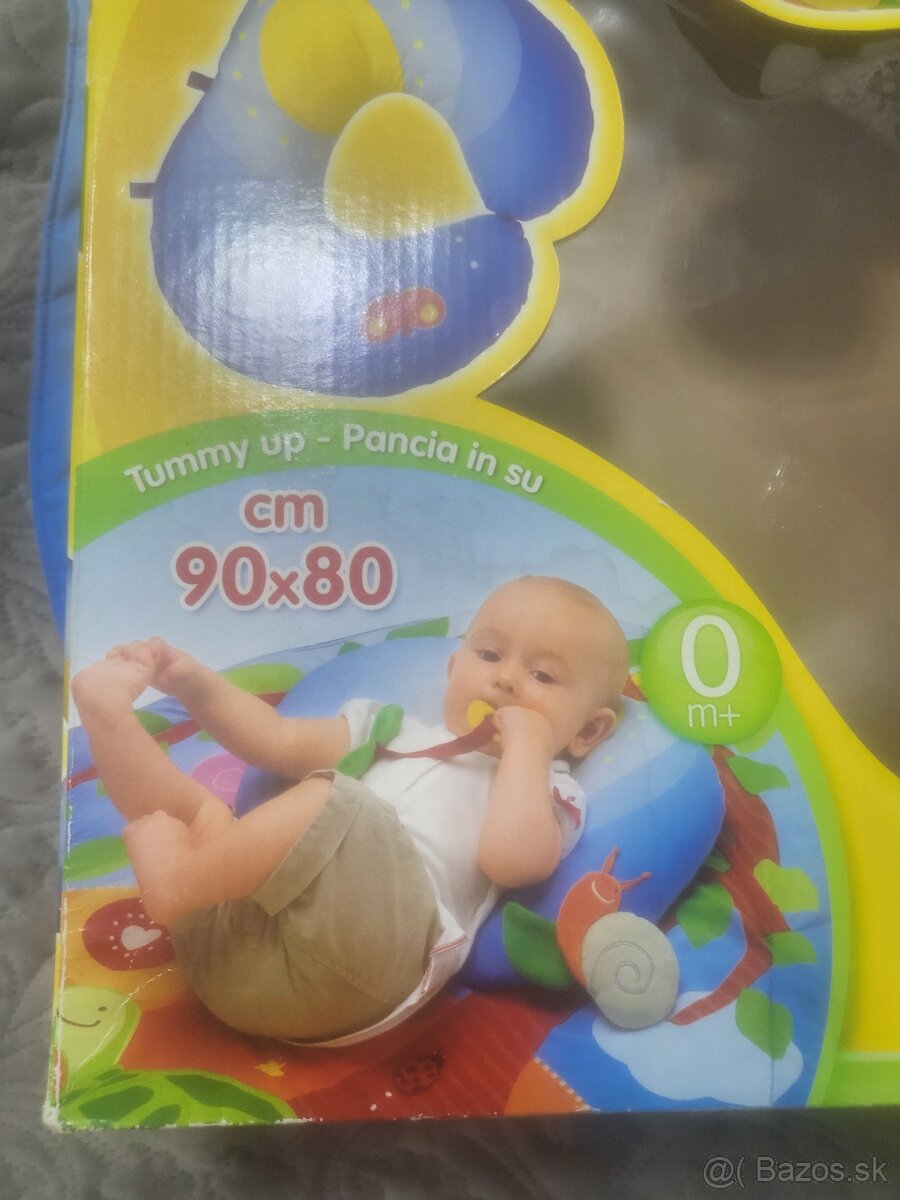 Tummy up - Pancia in su
cm
90x80
0
m+
@( Bazos.sk